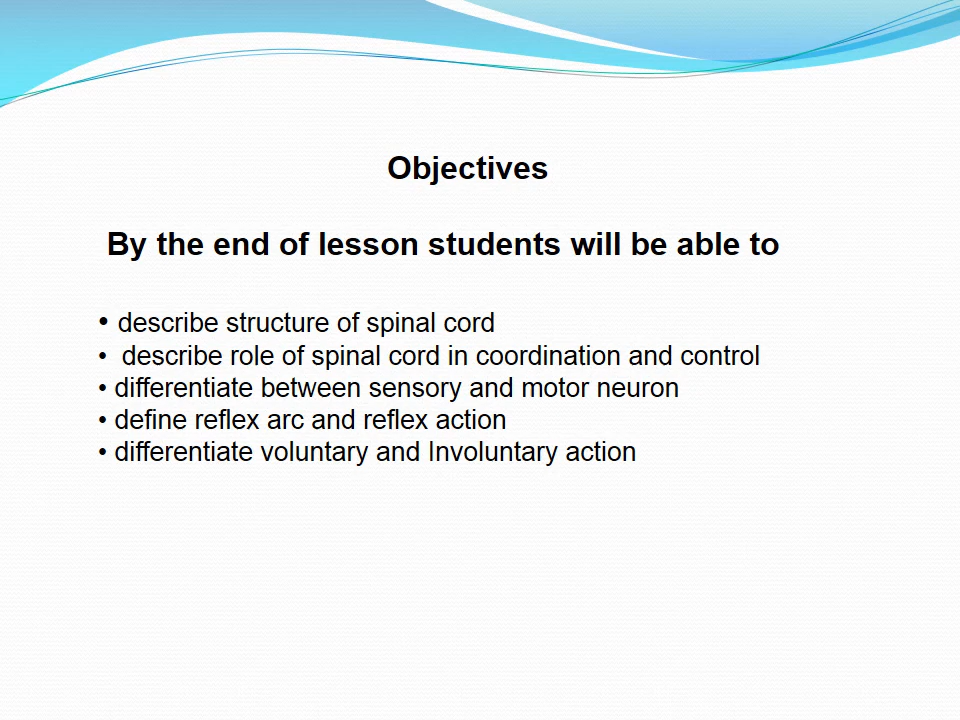 Objectives
By the end of lesson students will be able to
• describe structure of spinal cord
• describe role of spinal cord in coordination and control
• differentiate between sensory and motor neuron
• define reflex arc and reflex action
• differentiate voluntary and Involuntary action